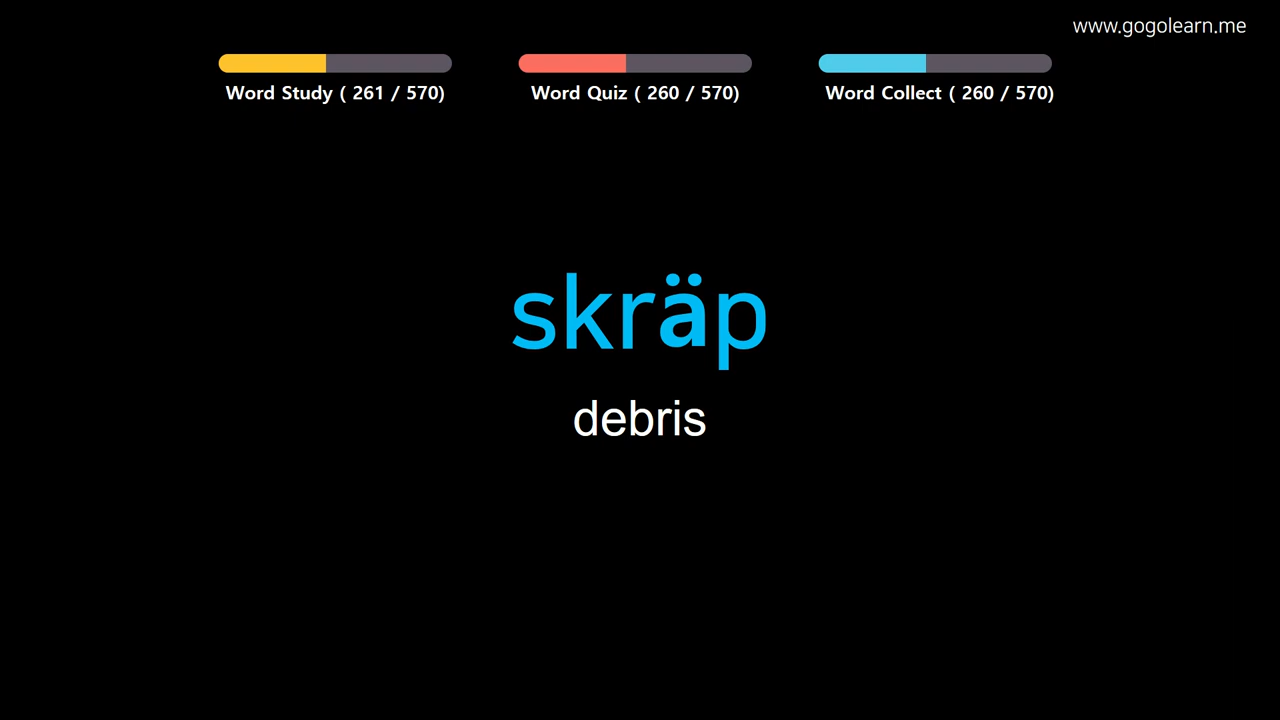 www.gogolearn.me
Word Study ( 261 / 570)
Word Quiz ( 260 / 570)
Word Collect ( 260 / 570)
skräp
debris